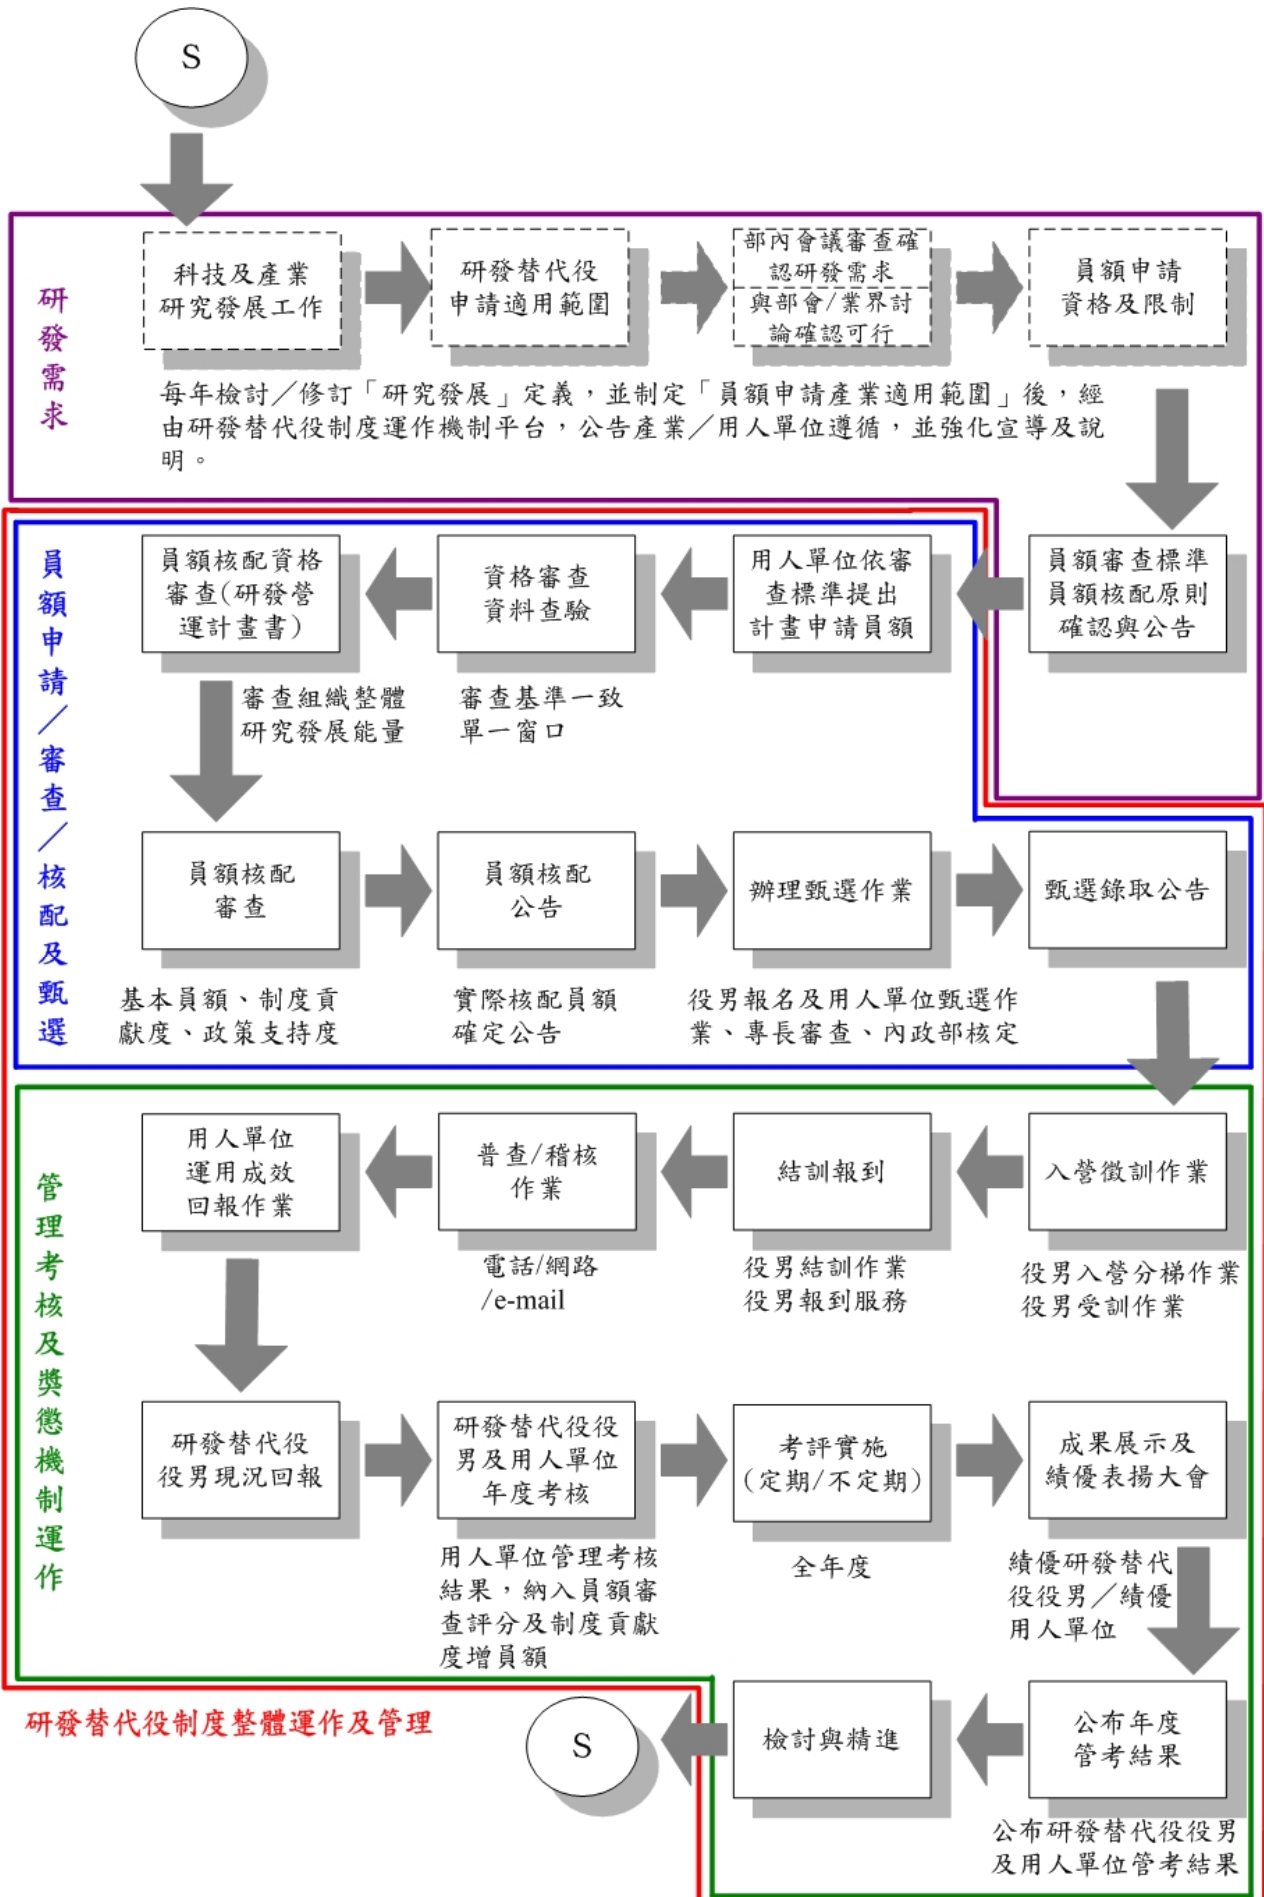 S
研發需求
科技及產業
研究發展工作
研發替代役
申請適用範圍
部內會議審查確
認研發需求
與部會/業界討
論確認可行
員額申請
資格及限制
每年檢討／修訂「研究發展」定義，並制定「員額申請產業適用範圍」後，經
由研發替代役制度運作機制平台，公告產業／用人單位遵循，並強化宣導及說
明。
員額審查標準
員額核配原則
確認與公告
員額申請／審查／核配及甄選
用人單位依審
查標準提出
計畫申請員額
資格審查
資料查驗
審查基準一致
單一窗口
員額核配資格
審查(研發營
運計畫書)
審查組織整體
研究發展能量
員額核配
審查
基本員額、制度貢
獻度、政策支持度
員額核配
公告
實際核配員額
確定公告
辦理甄選作業
役男報名及用人單位甄選作
業、專長審查、內政部核定
甄選錄取公告
管理考核及獎懲機制運作
入營徵訓作業
役男入營分梯作業
役男受訓作業
結訓報到
役男結訓作業
役男報到服務
普查/稽核
作業
電話/網路
/e-mail
用人單位
運用成效
回報作業
研發替代役
役男現況回報
研發替代役役
男及用人單位
年度考核
用人單位管理考核
結果，納入員額審
查評分及制度貢獻
度增員額
考評實施
(定期/不定期)
全年度
成果展示及
績優表揚大會
績優研發替代
役役男／績優
用人單位
公布年度
管考結果
公布研發替代役役男
及用人單位管考結果
檢討與精進
S
研發替代役制度整體運作及管理